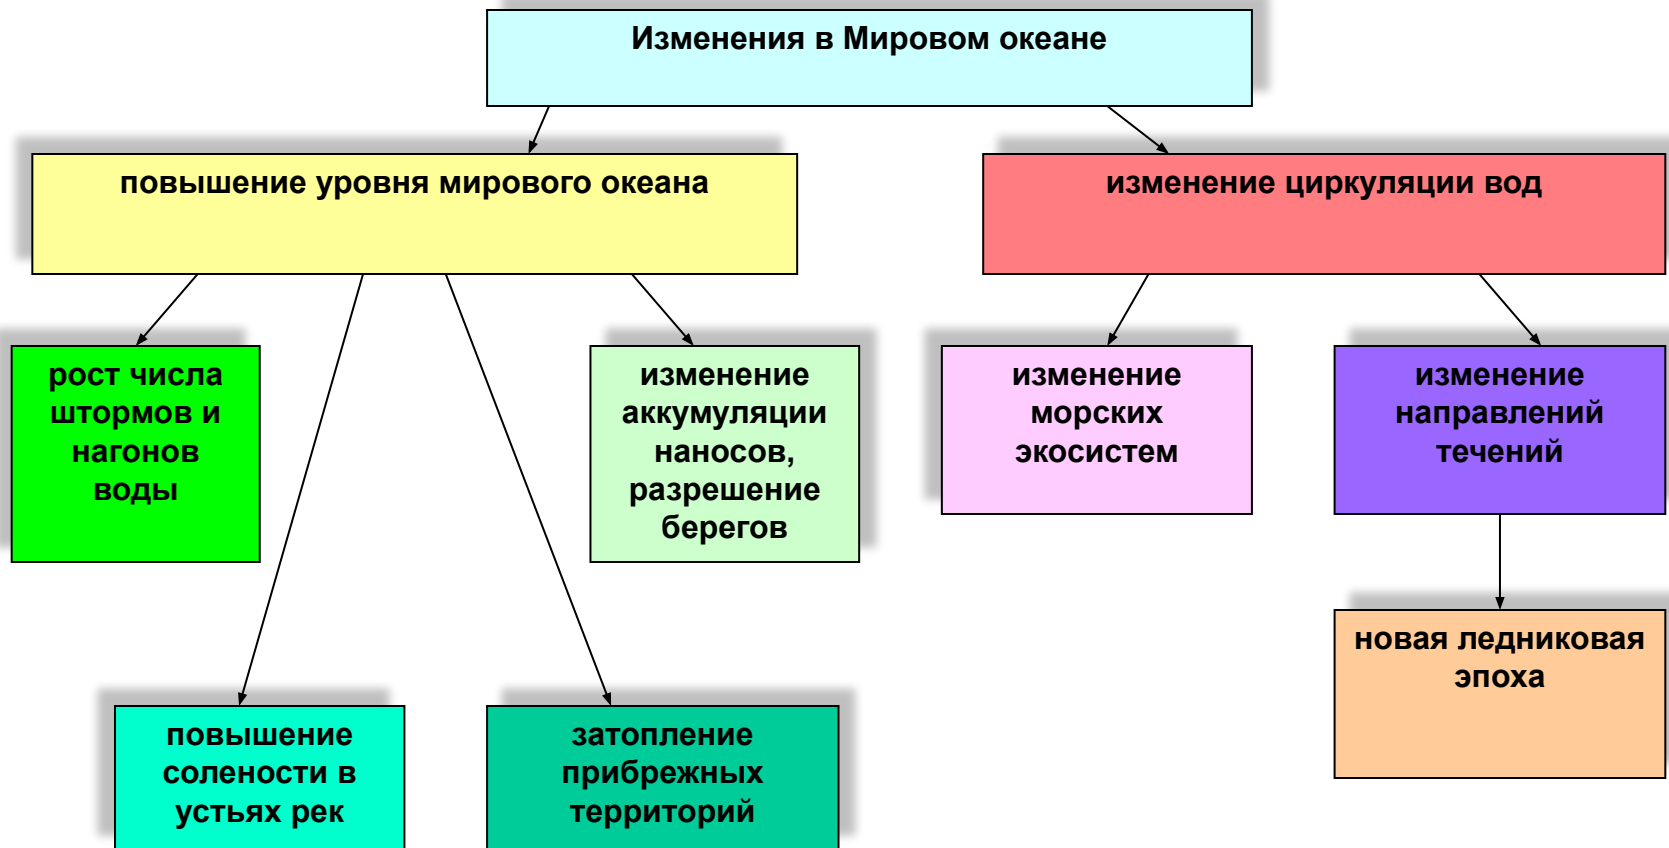 Изменения в Мировом океане
повышение уровня мирового океана
изменение циркуляции вод
рост числа
штормов и
нагонов
воды
изменение
аккумуляции
наносов,
разрешение
берегов
изменение
морских
экосистем
изменение
направлений
течений
новая ледниковая
эпоха
повышение
солености в
устьях рек
затопление
прибрежных
территорий